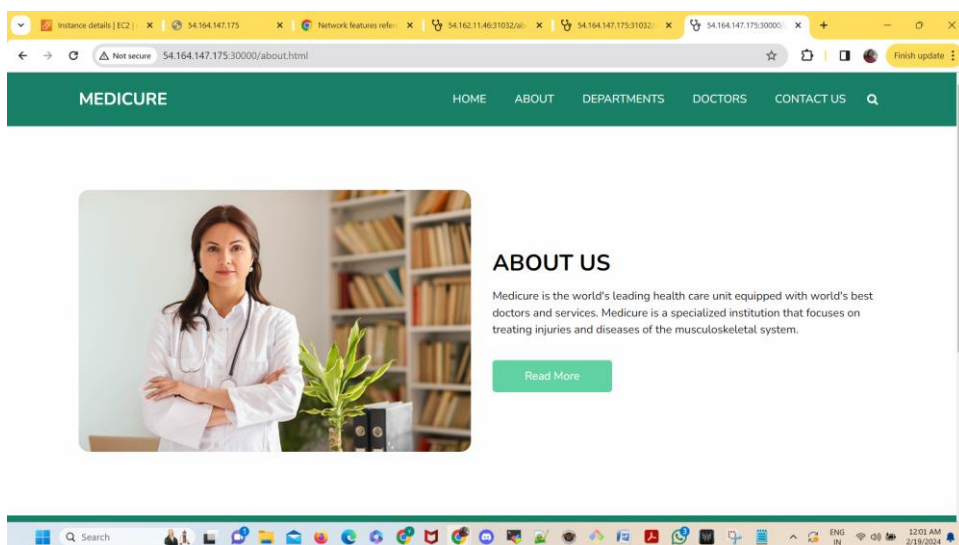 Instance details | EC2 |
54.164.147.175
Network features refer
54.162.11.46:31032/ab
54.164.147.175:31032/
54.164.147.175:30000/
Not secure
54.164.147.175:30000/about.html
Finish update
MEDICURE
HOME
ABOUT
DEPARTMENTS
DOCTORS
CONTACT US
ABOUT US
Medicure is the world's leading health care unit equipped with world's best
doctors and services. Medicure is a specialized institution that focuses on
treating injuries and diseases of the musculoskeletal system.
Read More
Search
ENG
IN
12:01 AM
2/19/2024